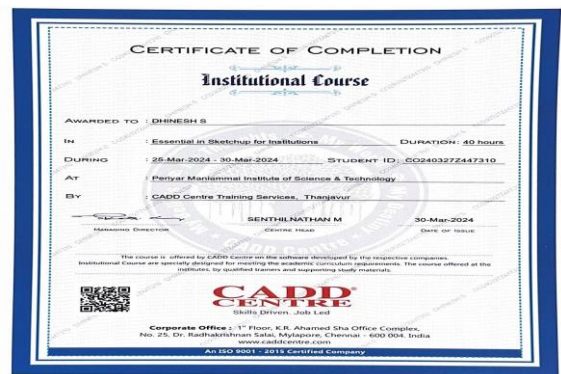 CERTIFICATE OF COMPLETION
Institutional Course
AWARDED TO : DHINESH S
IN : Essential in Sketchup for Institutions DURATION: 40 hours
DURING : 25-Mar-2024 - 30-Mar-2024 STUDENT ID: CO240327Z447310
AT : Periyar Maniammai Institute of Science & Technology
BY : CADD Centre Training Services, Thanjavur
SENTHILNATHAN M 30-Mar-2024
MANAGING DIRECTOR CENTRE HEAD DATE OF ISSUE
The course is offered by CADD Centre on the software developed by the respective companies.
Institutional Course are specially designed for meeting the academic curriculum requirements. The course offered at the
institutes, by qualified trainers and supporting study materials.
CADD
CENTRE
Skills Driven. Job Led
Corporate Office : 1st Floor, K.R. Ahamed Sha Office Complex,
No. 25, Dr. Radhakrishnan Salai, Mylapore, Chennai - 600 004. India
www.caddcentre.com
An ISO 9001 - 2015 Certified Company